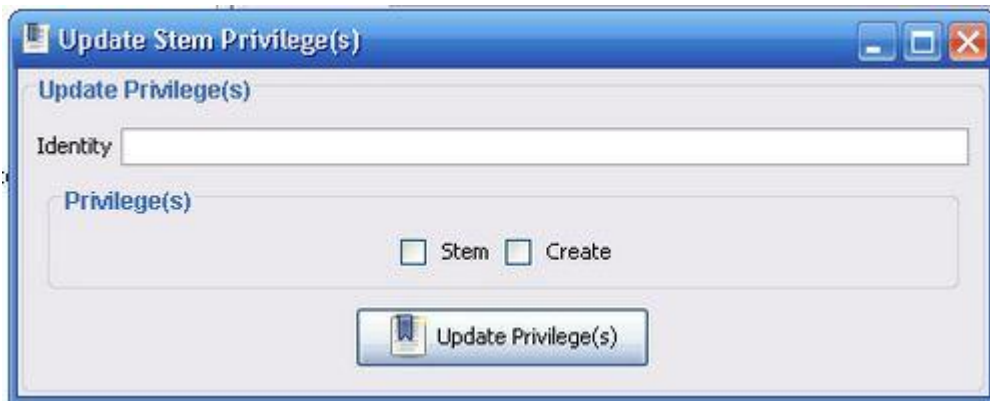 Update Stem Privilege(s)
Update Privilege(s)
Identity
Privilege(s)
Stem Create
Update Privilege(s)